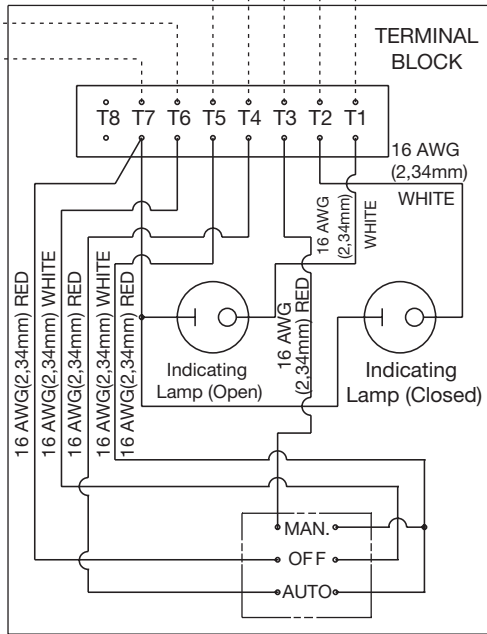 TERMINAL
BLOCK
T8 T7 T6 T5 T4 T3 T2 T1
16 AWG
(2,34mm)
WHITE
16 AWG
(2,34mm)
WHITE
16 AWG
(2,34mm) RED
16 AWG(2,34mm) RED
16 AWG(2,34mm) WHITE
16 AWG(2,34mm) RED
16 AWG(2,34mm) WHITE
16 AWG(2,34mm) RED
Indicating
Lamp (Open)
Indicating
Lamp (Closed)
MAN.
OFF
AUTO